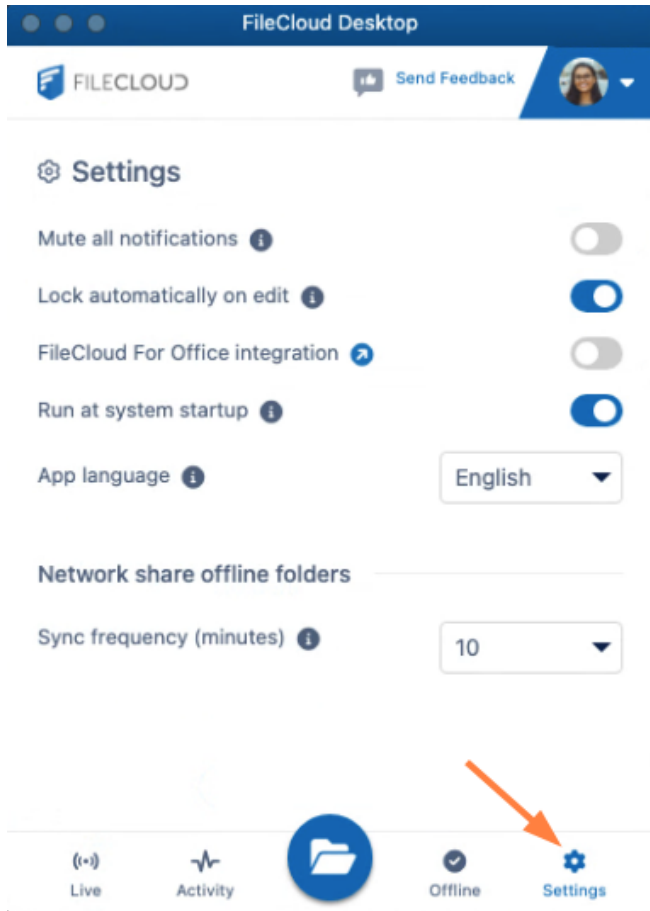 FileCloud Desktop
FILECLOUD
Send Feedback
Settings
Mute all notifications
Lock automatically on edit
FileCloud For Office integration
Run at system startup
App language
English
Network share offline folders
Sync frequency (minutes)
10
Live
Activity
Offline
Settings